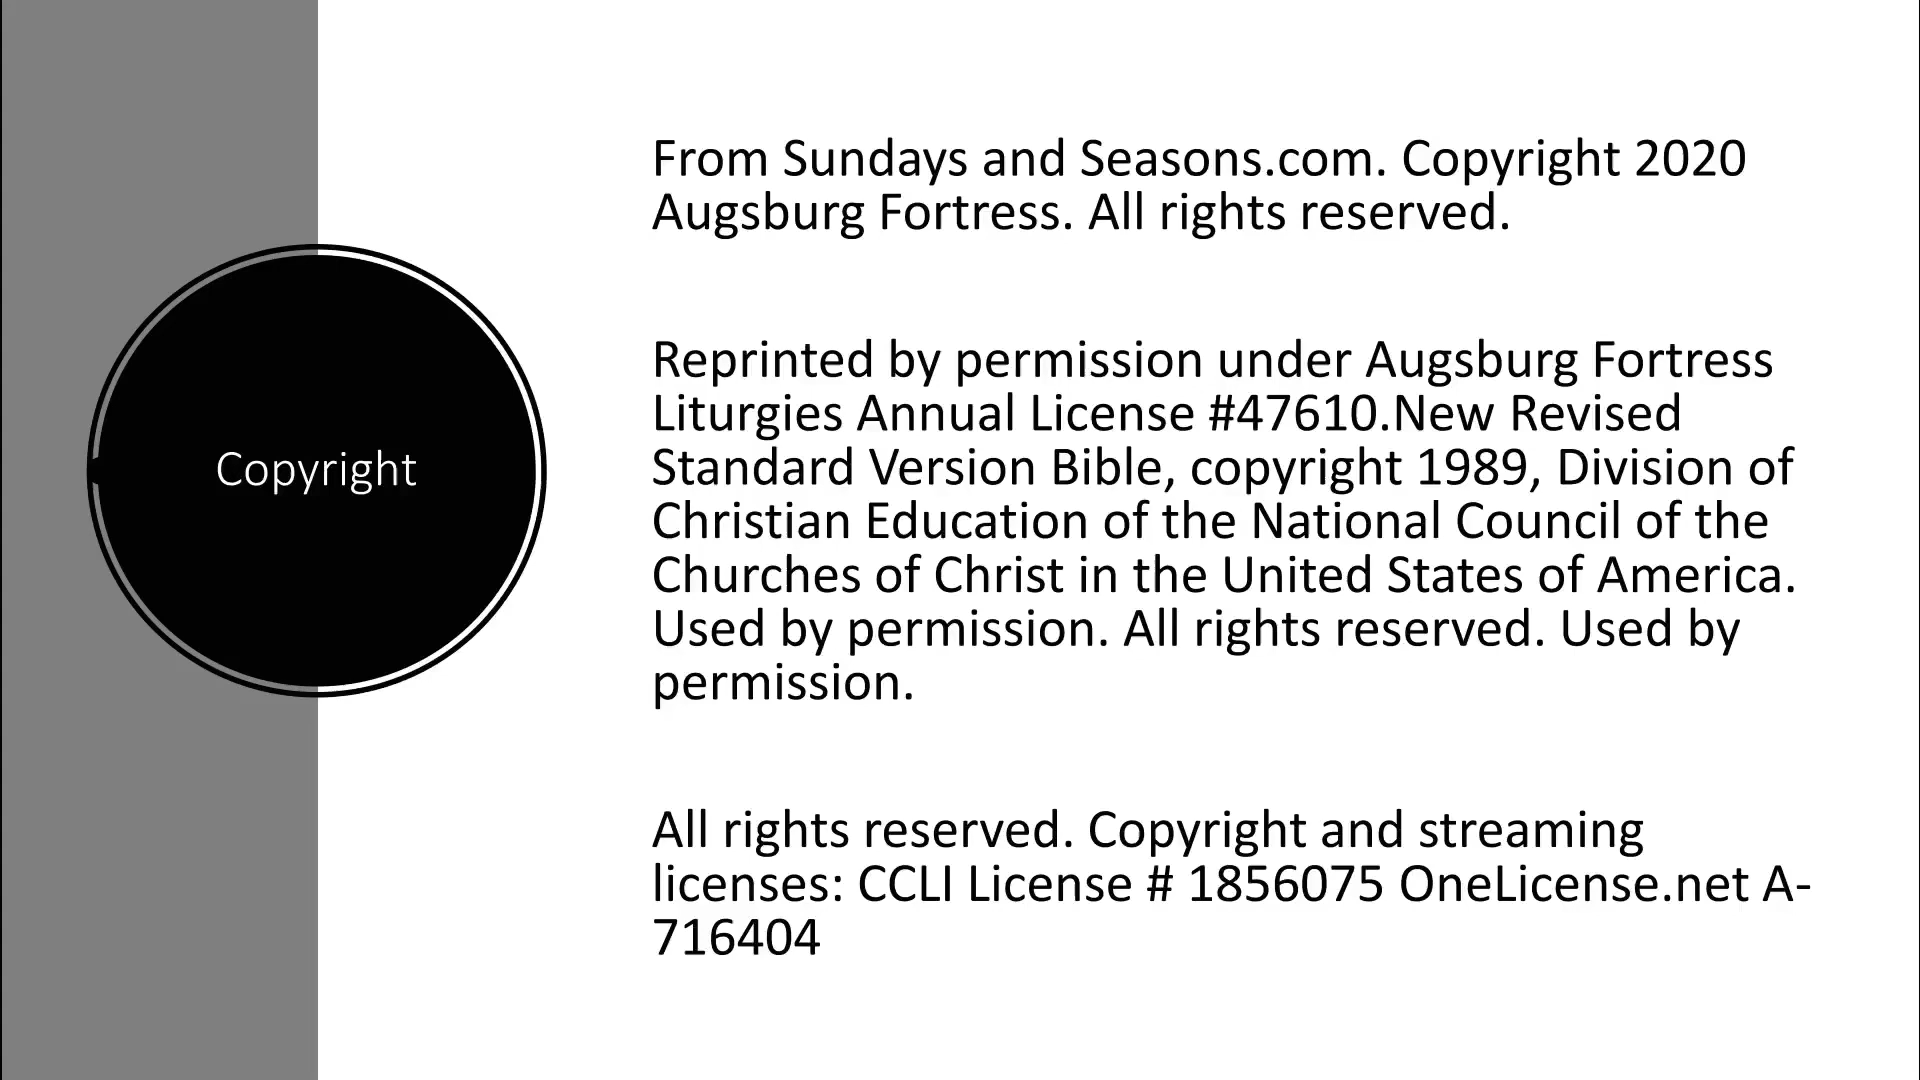 Copyright
From Sundays and Seasons.com. Copyright 2020
Augsburg Fortress. All rights reserved.
Reprinted by permission under Augsburg Fortress
Liturgies Annual License #47610.New Revised
Standard Version Bible, copyright 1989, Division of
Christian Education of the National Council of the
Churches of Christ in the United States of America.
Used by permission. All rights reserved. Used by
permission.
All rights reserved. Copyright and streaming
licenses: CCLI License # 1856075 OneLicense.net A-
716404